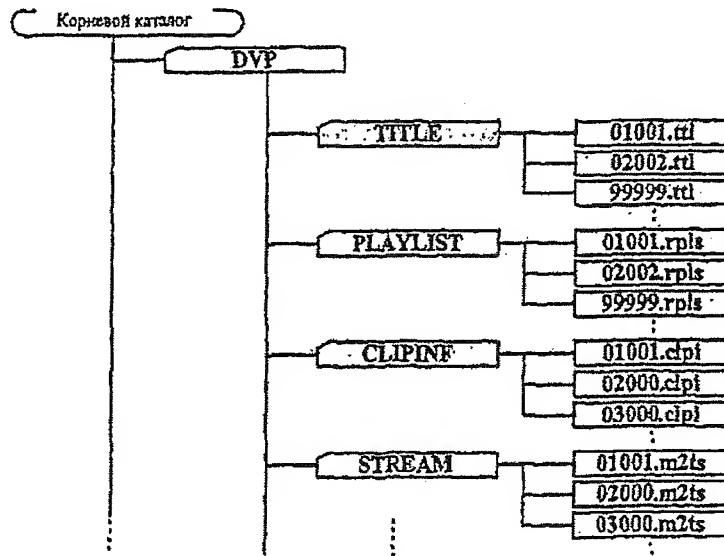 Корневой каталог
DVP
TITLE
01001.ttl
02002.ttl
99999.ttl
PLAYLIST
01001.rpls
02002.rpls
99999.rpls
CLIPINF
01001.clpi
02000.clpi
03000.clpi
STREAM
01001.m2ts
02000.m2ts
03000.m2ts